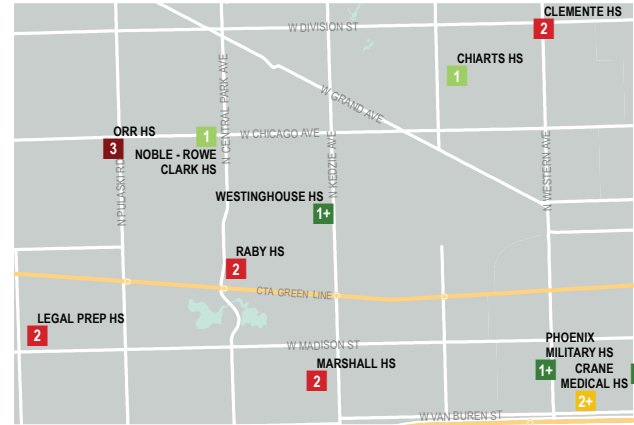 CLEMENTE HS
2
W DIVISION ST
CHIARTS HS
1
W GRAND AVE
N CENTRAL PARK AVE
ORR HS
3
1
W CHICAGO AVE
NOBLE - ROWE
CLARK HS
N PULASKI RD
N KEDZIE AVE
N WESTERN AVE
WESTINGHOUSE HS
1+
RABY HS
2
CTA GREEN LINE
LEGAL PREP HS
2
W MADISON ST
MARSHALL HS
2
PHOENIX
MILITARY HS
1+
CRANE
MEDICAL HS
2+
W VAN BUREN ST